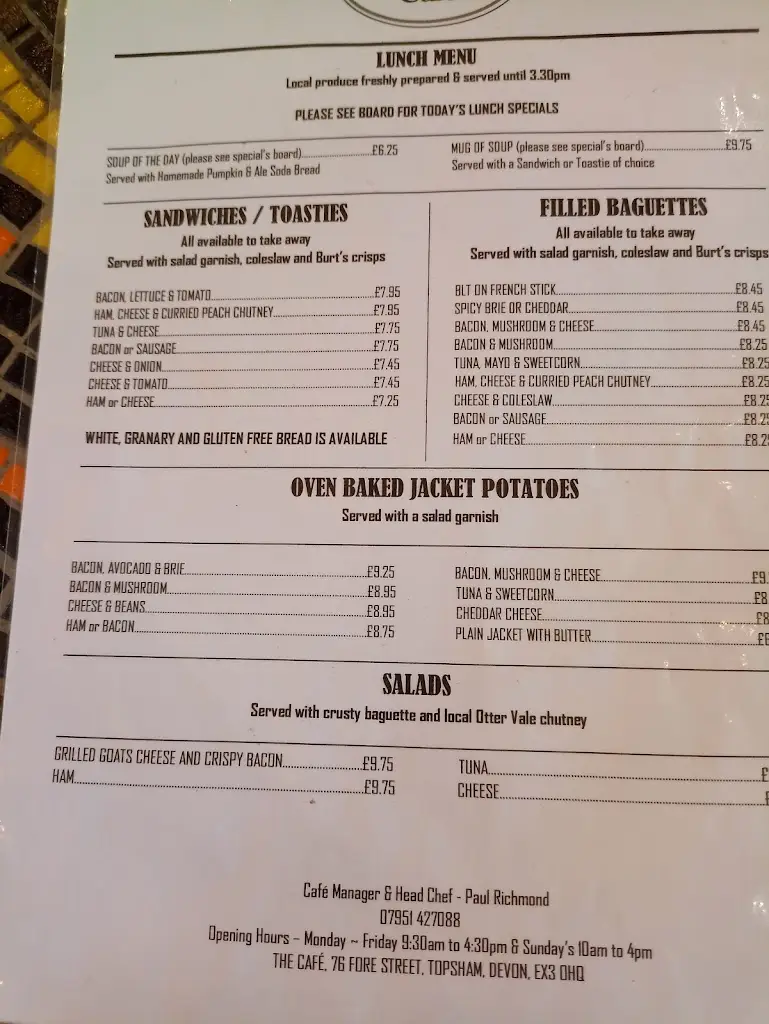 LUNCH MENU
Local produce freshly prepared & served until 3.30pm
PLEASE SEE BOARD FOR TODAY'S LUNCH SPECIALS
SOUP OF THE DAY (please see special's board)....................£6.25
Served with Homemade Pumpkin & Ale Soda Bread
MUG OF SOUP (please see special's board)....................£9.75
Served with a Sandwich or Toastie of choice
SANDWICHES / TOASTIES
All available to take away
Served with salad garnish, coleslaw and Burt's crisps
BACON, LETTUCE & TOMATO....................£7.95
HAM, CHEESE & CURRIED PEACH CHUTNEY....................£7.95
TUNA & CHEESE....................£7.75
BACON or SAUSAGE....................£7.75
CHEESE & ONION....................£7.45
CHEESE & TOMATO....................£7.45
HAM or CHEESE....................£7.25
WHITE, GRANARY AND GLUTEN FREE BREAD IS AVAILABLE
FILLED BAGUETTES
All available to take away
Served with salad garnish, coleslaw and Burt's crisps
BLT ON FRENCH STICK....................£8.45
SPICY BRIE OR CHEDDAR....................£8.45
BACON, MUSHROOM & CHEESE....................£8.45
BACON & MUSHROOM....................£8.25
TUNA, MAYO & SWEETCORN....................£8.25
HAM, CHEESE & CURRIED PEACH CHUTNEY....................£8.25
CHEESE & COLESLAW....................£8.25
BACON or SAUSAGE....................£8.2
HAM or CHEESE....................£8.2
OVEN BAKED JACKET POTATOES
Served with a salad garnish
BACON, AVOCADO & BRIE....................£9.25
BACON & MUSHROOM....................£8.95
CHEESE & BEANS....................£8.95
HAM or BACON....................£8.75
BACON, MUSHROOM & CHEESE....................£9.
TUNA & SWEETCORN....................£8
CHEDDAR CHEESE....................£8
PLAIN JACKET WITH BUTTER....................£
SALADS
Served with crusty baguette and local Otter Vale chutney
GRILLED GOATS CHEESE AND CRISPY BACON....................£9.75
HAM....................£9.75
TUNA....................£
CHEESE....................
Café Manager & Head Chef - Paul Richmond
07951 427088
Opening Hours – Monday ~ Friday 9:30am to 4:30pm & Sunday's 10am to 4pm
THE CAFÉ, 76 FORE STREET, TOPSHAM, DEVON, EX3 0HQ